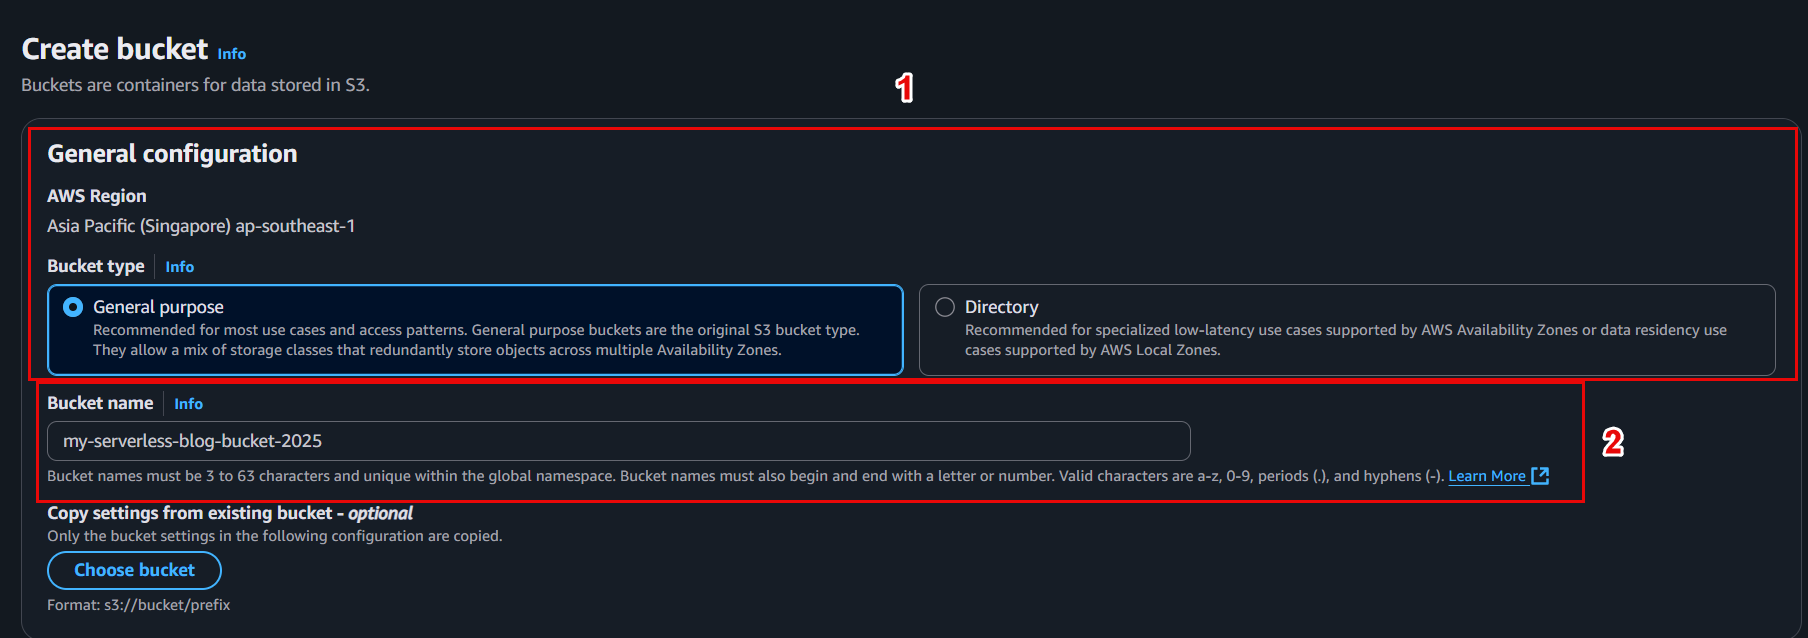 Create bucket Info
Buckets are containers for data stored in S3.
1
General configuration
AWS Region
Asia Pacific (Singapore) ap-southeast-1
Bucket type Info
General purpose
Recommended for most use cases and access patterns. General purpose buckets are the original S3 bucket type.
They allow a mix of storage classes that redundantly store objects across multiple Availability Zones.
Directory
Recommended for specialized low-latency use cases supported by AWS Availability Zones or data residency use
cases supported by AWS Local Zones.
Bucket name Info
my-serverless-blog-bucket-2025
2
Bucket names must be 3 to 63 characters and unique within the global namespace. Bucket names must also begin and end with a letter or number. Valid characters are a-z, 0-9, periods (.), and hyphens (-). Learn More
Copy settings from existing bucket - optional
Only the bucket settings in the following configuration are copied.
Choose bucket
Format: s3://bucket/prefix